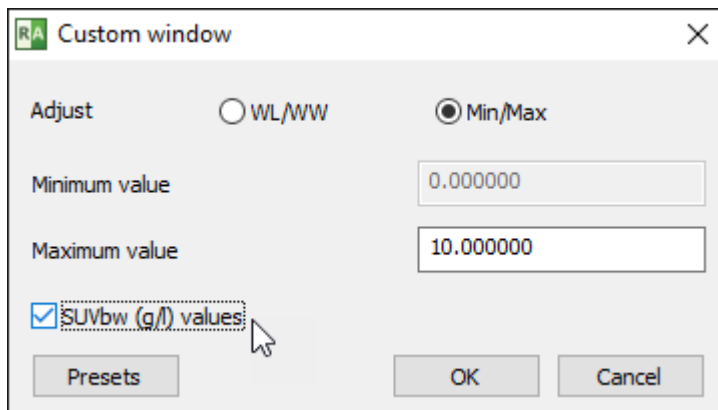 RA Custom window
Adjust WL/WW Min/Max
Minimum value 0.000000
Maximum value 10.000000
SUVbw (g/l) values
Presets OK Cancel